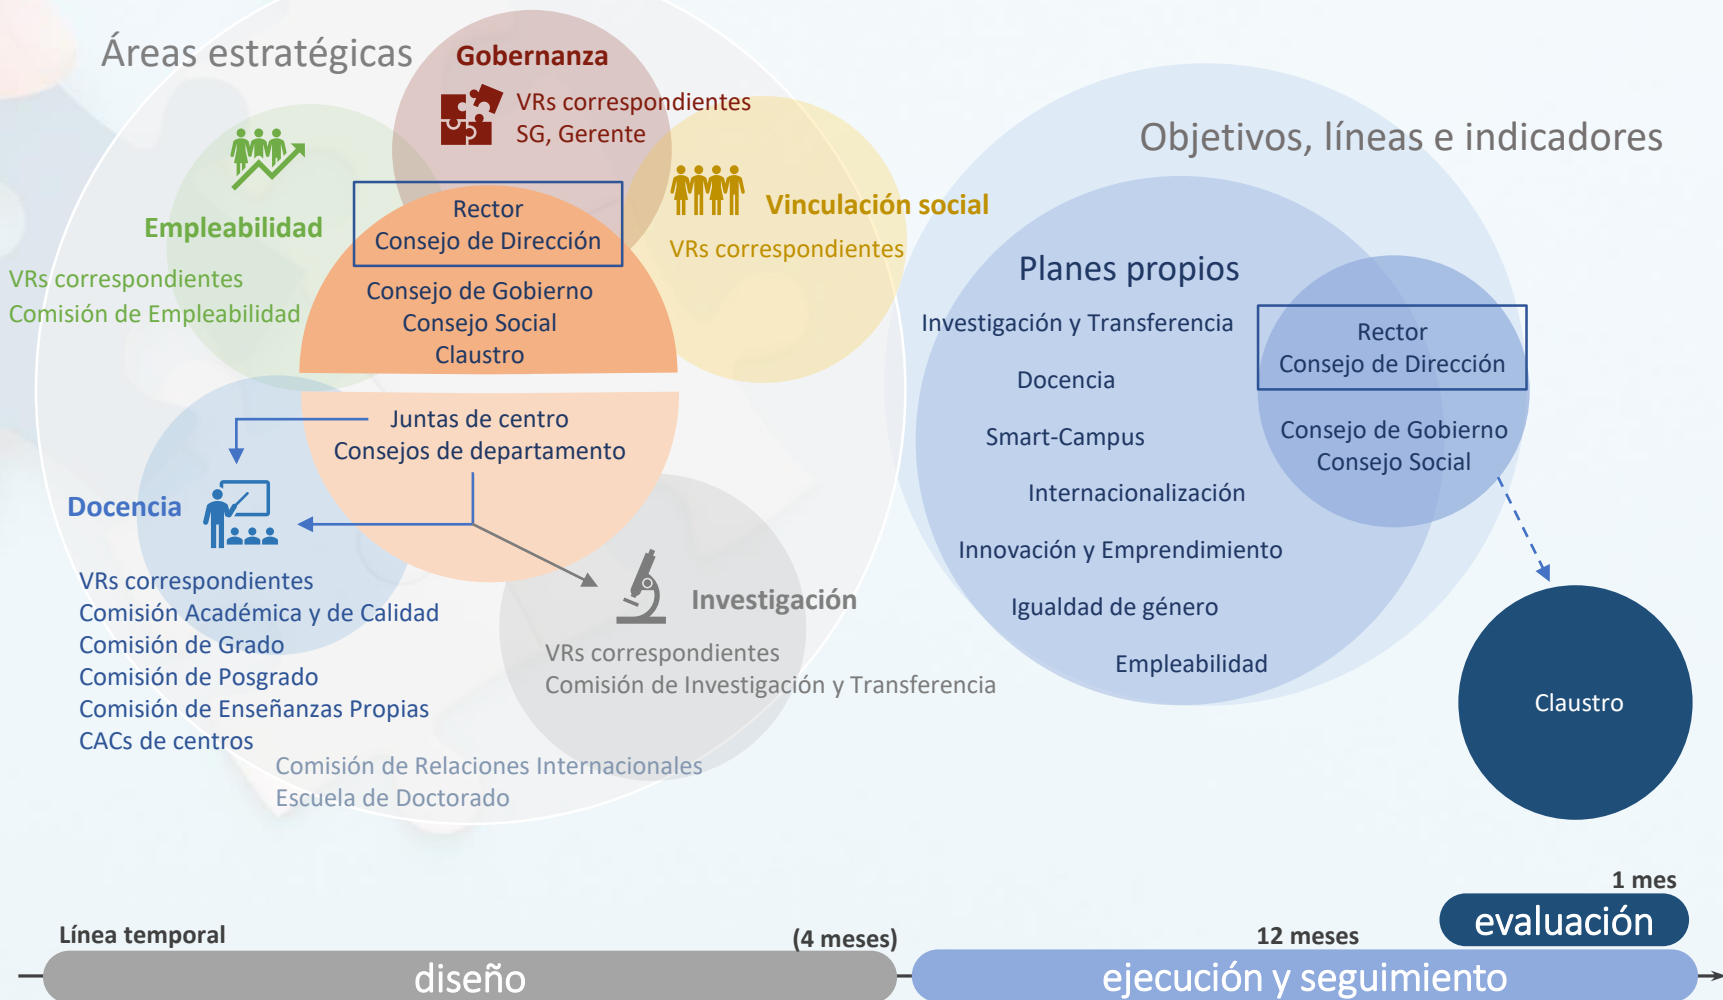 Áreas estratégicas
Gobernanza
VRs correspondientes
SG, Gerente
Empleabilidad
VRs correspondientes
Comisión de Empleabilidad
Vinculación social
VRs correspondientes
Rector
Consejo de Dirección
Consejo de Gobierno
Consejo Social
Claustro
Juntas de centro
Consejos de departamento
Docencia
VRs correspondientes
Comisión Académica y de Calidad
Comisión de Grado
Comisión de Posgrado
Comisión de Enseñanzas Propias
CACs de centros
Investigación
VRs correspondientes
Comisión de Investigación y Transferencia
Comisión de Relaciones Internacionales
Escuela de Doctorado
Objetivos, líneas e indicadores
Planes propios
Investigación y Transferencia
Docencia
Smart-Campus
Internacionalización
Innovación y Emprendimiento
Igualdad de género
Empleabilidad
Rector
Consejo de Dirección
Consejo de Gobierno
Consejo Social
Claustro
Línea temporal
(4 meses)
diseño
12 meses
ejecución y seguimiento
1 mes
evaluación